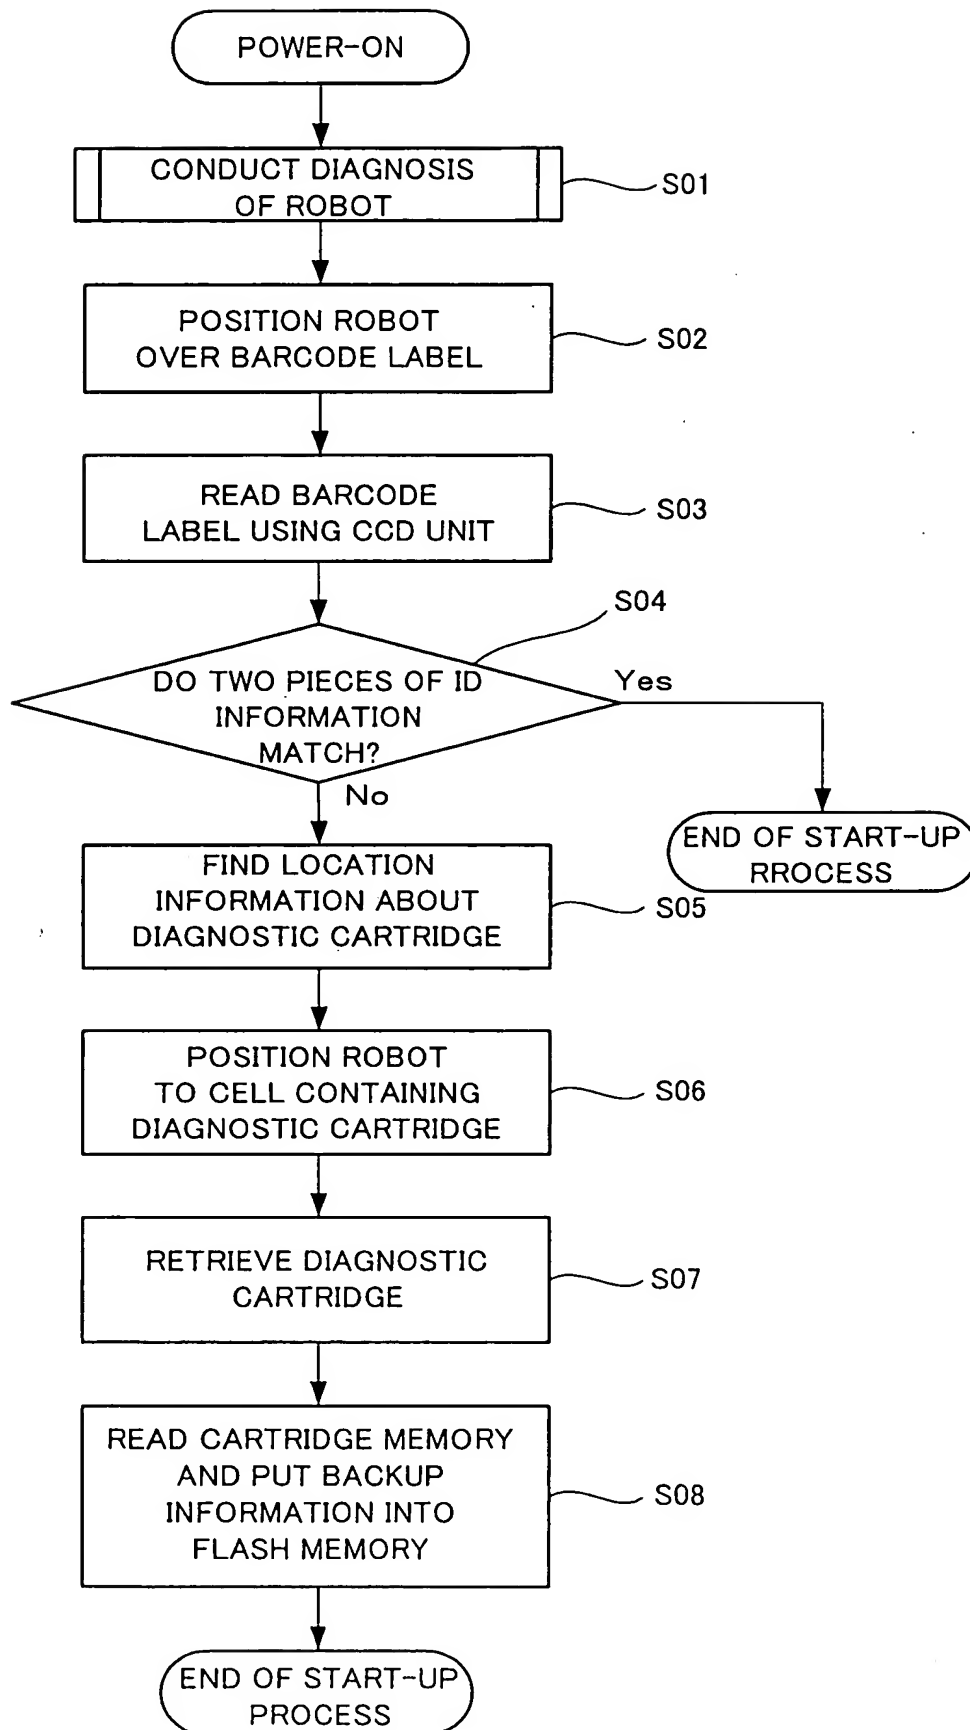 POWER-ON
CONDUCT DIAGNOSIS
OF ROBOT
S01
POSITION ROBOT
OVER BARCODE LABEL
S02
READ BARCODE
LABEL USING CCD UNIT
S03
S04
DO TWO PIECES OF ID
INFORMATION
MATCH?
Yes
No
END OF START-UP
RROCESS
FIND LOCATION
INFORMATION ABOUT
DIAGNOSTIC CARTRIDGE
S05
POSITION ROBOT
TO CELL CONTAINING
DIAGNOSTIC CARTRIDGE
S06
RETRIEVE DIAGNOSTIC
CARTRIDGE
S07
READ CARTRIDGE MEMORY
AND PUT BACKUP
INFORMATION INTO
FLASH MEMORY
S08
END OF START-UP
PROCESS